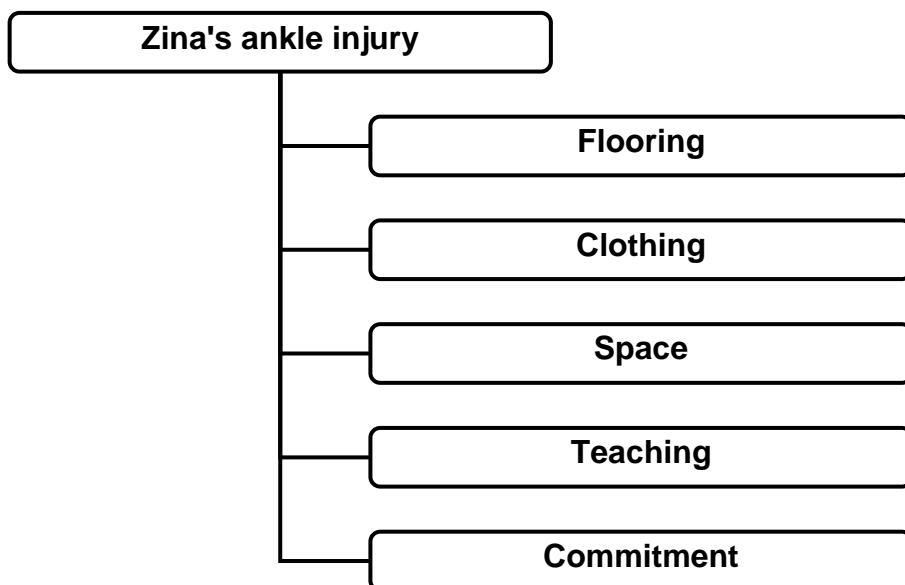 Zina's ankle injury
Flooring
Clothing
Space
Teaching
Commitment